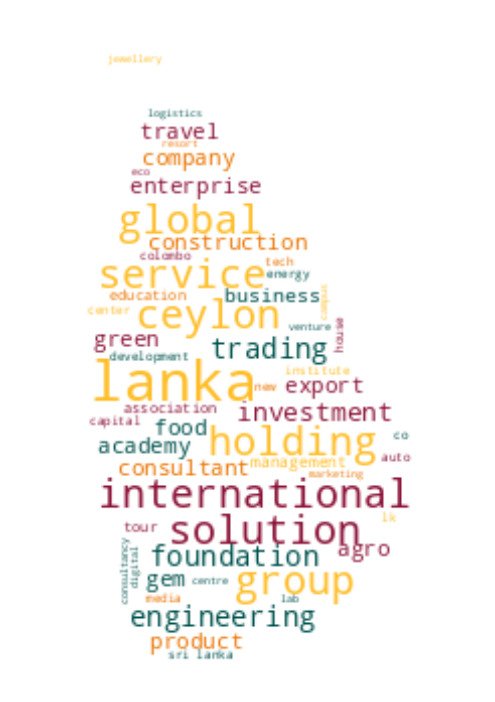 jewellery
logistics
travel
resort
company
eco
enterprise
global
construction
colombo
tech
service
energy
education
business
campus
center
ceylon
venture
house
green
trading
development
lanka
institute
new
export
association
investment
capital
food
holding
co
academy
auto
consultant
management
marketing
international
lk
tour
solution
foundation
agro
consultancy
digital
gem
centre
group
media
lab
engineering
product
sri lanka